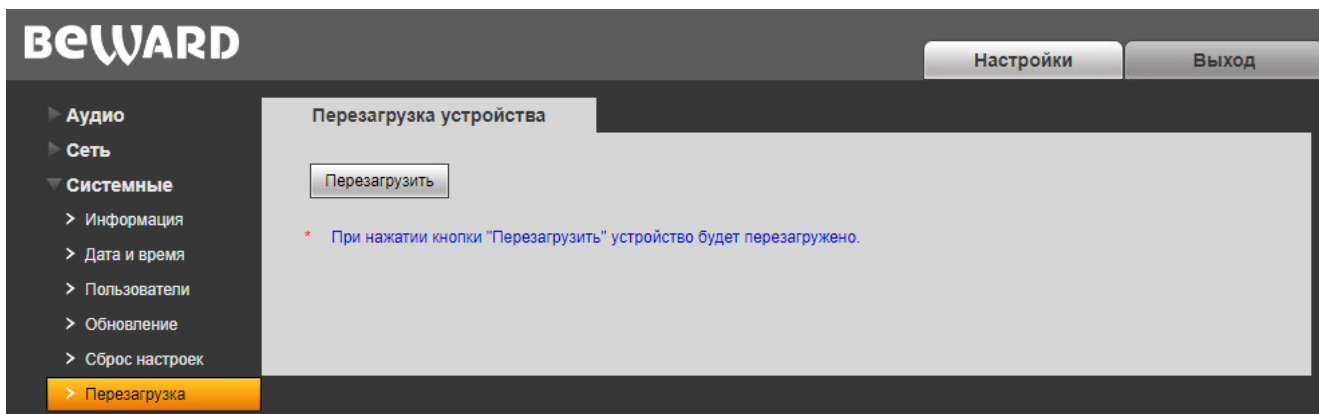 BEWARD
Настройки
Выход
Аудио
Сеть
Системные
> Информация
> Дата и время
> Пользователи
> Обновление
> Сброс настроек
> Перезагрузка
Перезагрузка устройства
Перезагрузить
* При нажатии кнопки "Перезагрузить" устройство будет перезагружено.